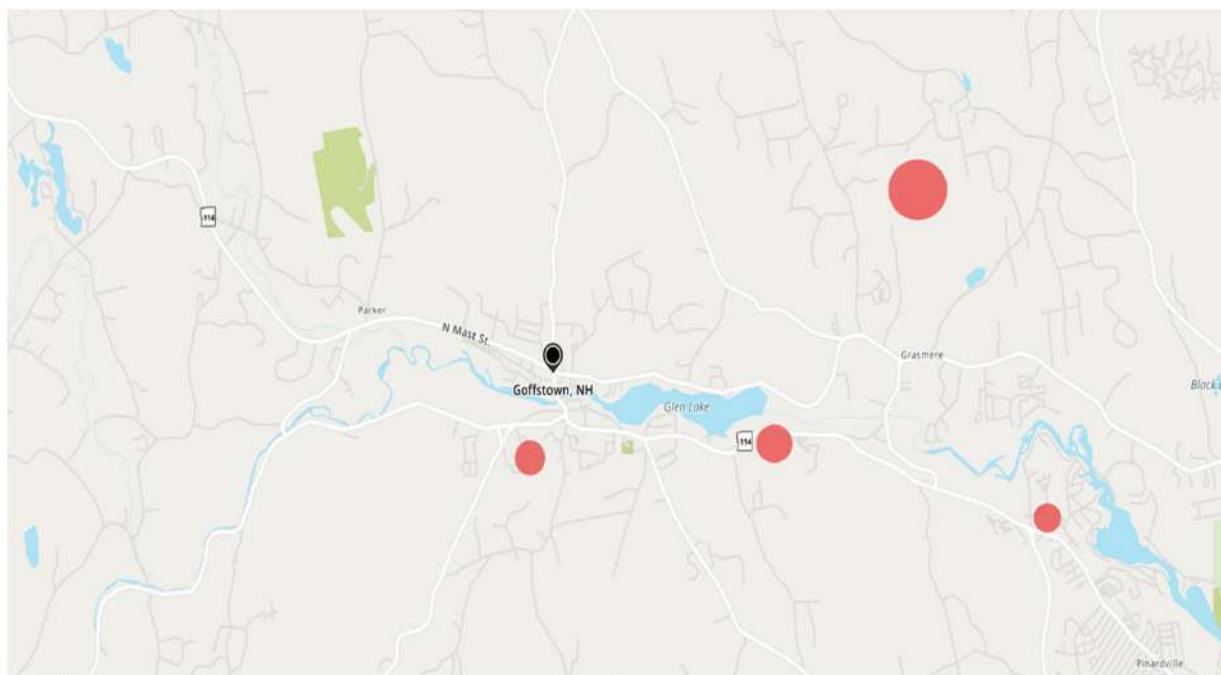 114
Parker
N Mast St.
Goffstown, NH
Grasmere
Glen Lake
Black
114
Pinardville